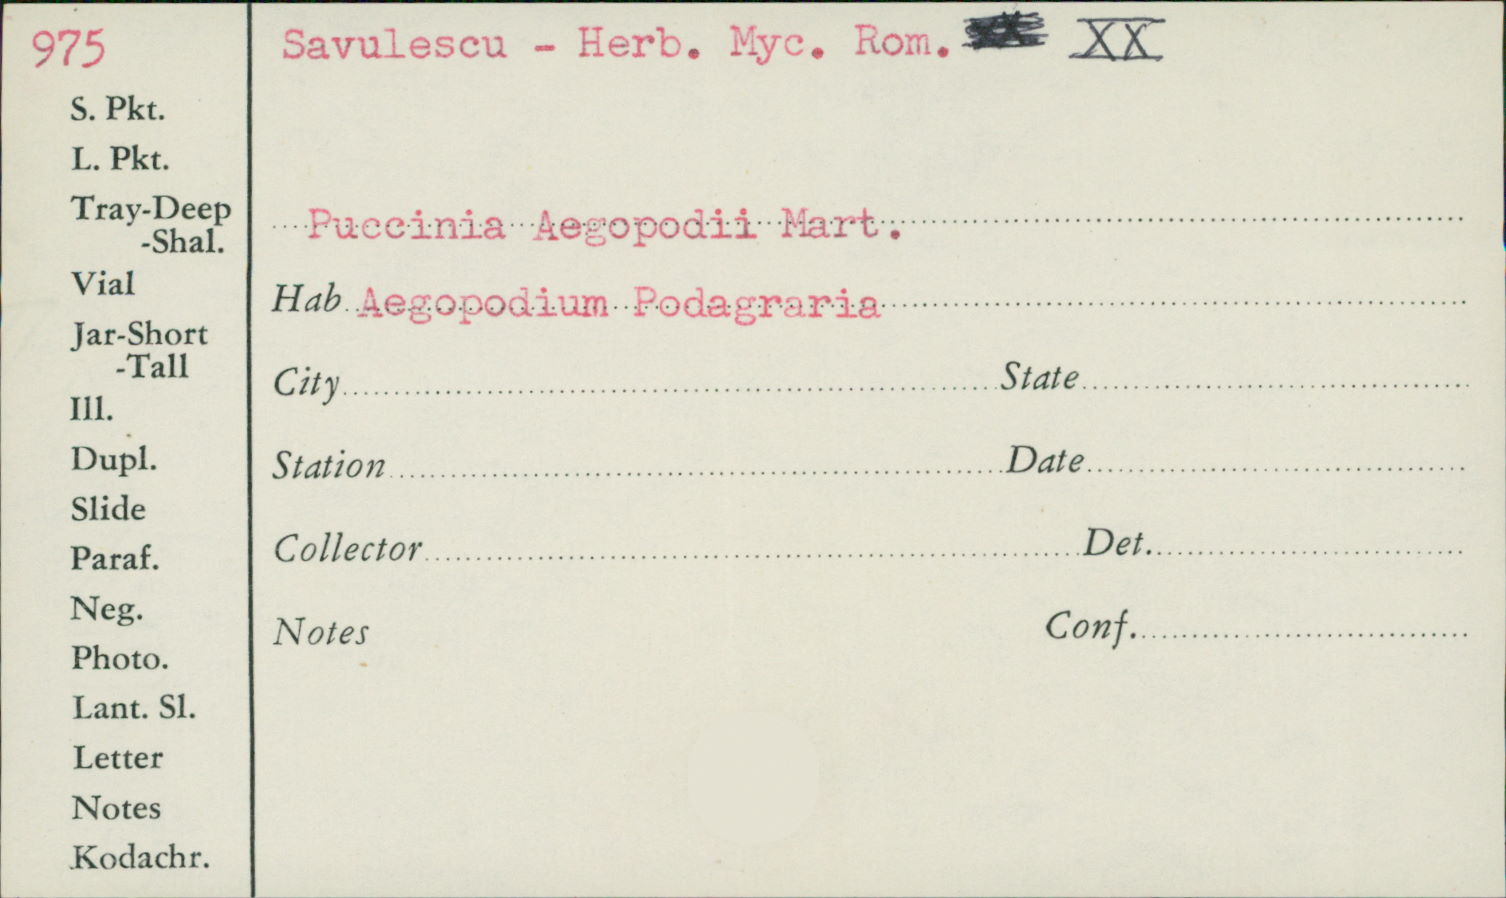 975
Savulescu - Herb. Myc. Rom. XX
S. Pkt.
L. Pkt.
Tray-Deep
-Shal.
Vial
Jar-Short
-Tall
Ill.
Dupl.
Slide
Paraf.
Neg.
Photo.
Lant. Sl.
Letter
Notes
Kodachr.
Puccinia Aegopodii Mart.
Hab Aegopodium Podagraria
City State
Station Date
Collector Det.
Notes Conf.